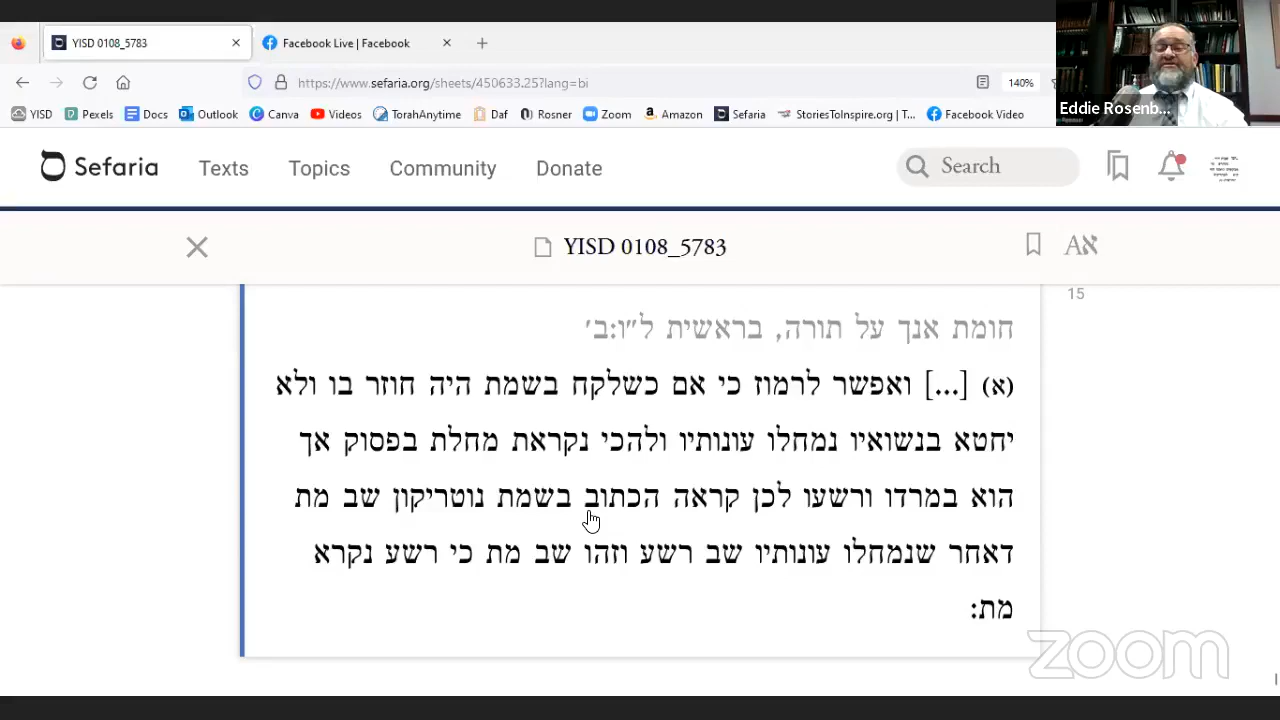 YISD 0108_5783
Facebook Live | Facebook
https://www.sefaria.org/sheets/450633.25?lang=bi
140%
YISD
Pexels
Docs
Outlook
Canva
Videos
TorahAnytime
Daf
Rosner
Zoom
Amazon
Sefaria
StoriesToInspire.org | T...
Facebook Video
Eddie Rosenb...
Sefaria
Texts
Topics
Community
Donate
Search
YISD 0108_5783
אA
15
חומת אנך על תורה, בראשית ל״ו:ב׳
(א) [...] ואפשר לרמוז כי אם כשלקח בשמת היה חוזר בו ולא
יחטא בנשואיו נמחלו עונותיו ולהכי נקראת מחלת בפסוק אך
הוא במרדו ורשעו לכן קראה הכתוב בשמת נוטריקון שב מת
דאחר שנמחלו עונותיו שב רשע וזהו שב מת כי רשע נקרא
מת:
zoom